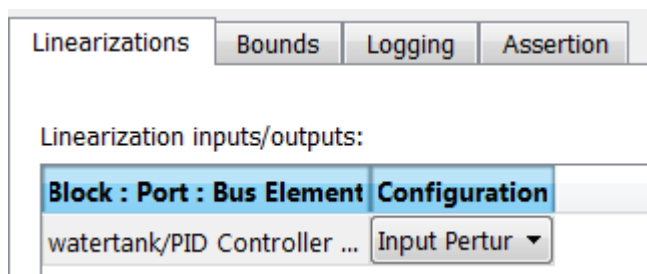 Linearizations Bounds Logging Assertion
Linearization inputs/outputs:
Block : Port : Bus Element Configuration
watertank/PID Controller ... Input Pertur